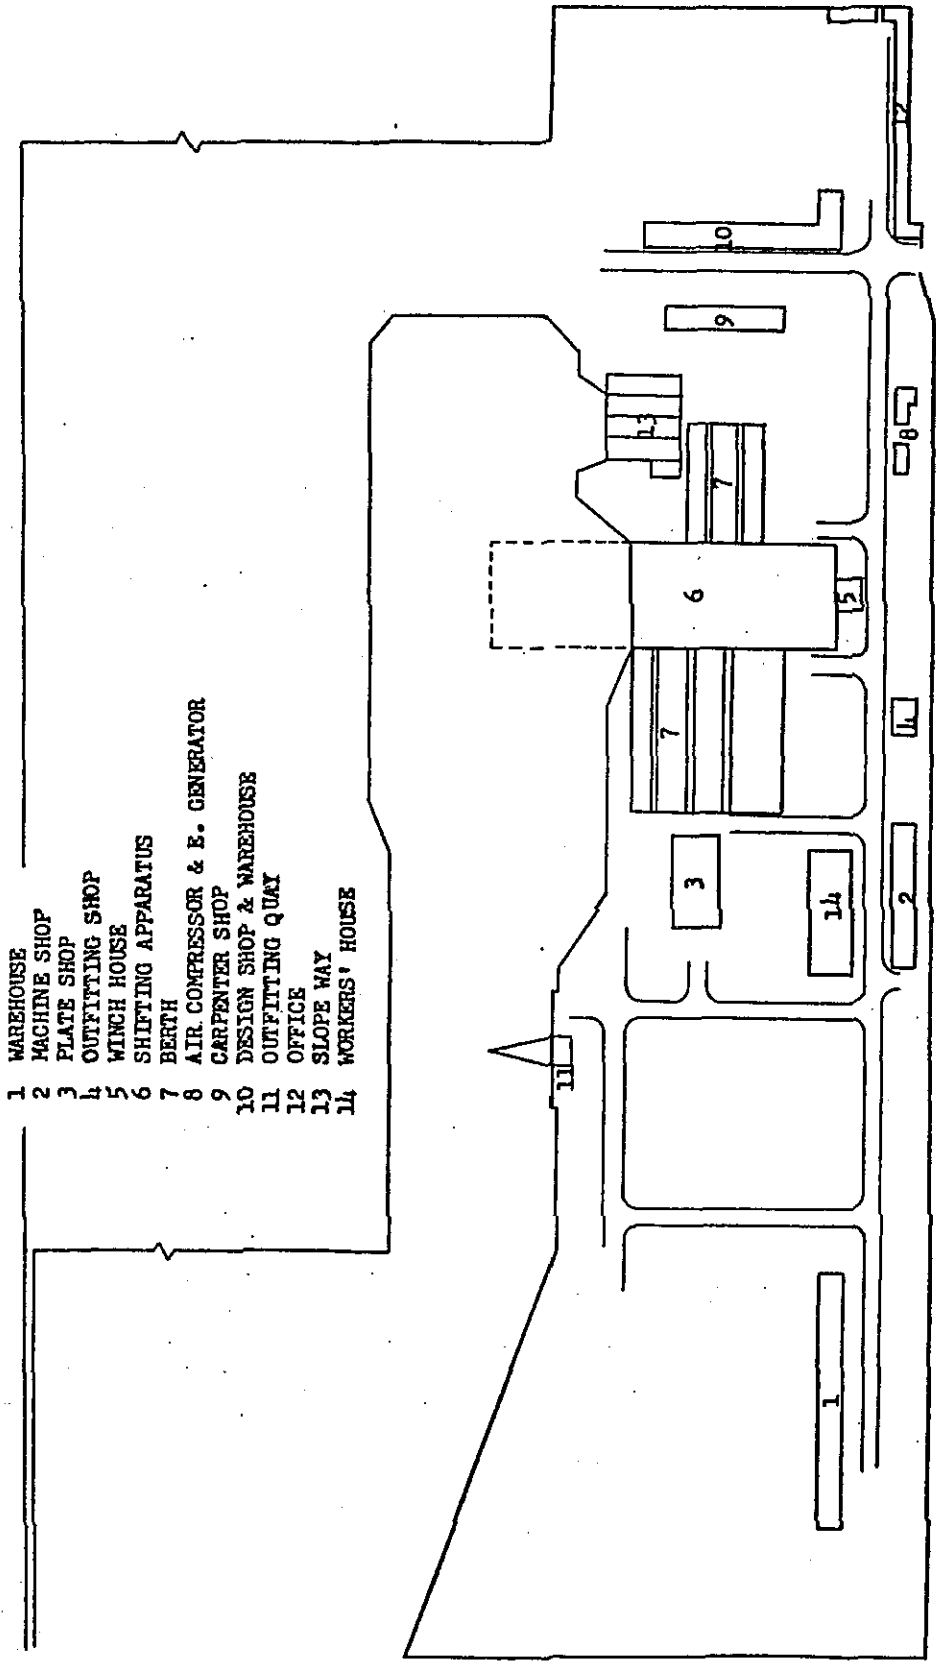 1 WAREHOUSE
2 MACHINE SHOP
3 PLATE SHOP
4 OUTFITTING SHOP
5 WINCH HOUSE
6 SHIFTING APPARATUS
7 BERTH
8 AIR COMPRESSOR & E. GENERATOR
9 CARPENTER SHOP
10 DESIGN SHOP & WAREHOUSE
11 OUTFITTING QUAY
12 OFFICE
13 SLOPE WAY
14 WORKERS' HOUSE
11
13
10
7
6
7
9
3
1
14
5
12
2
4
8